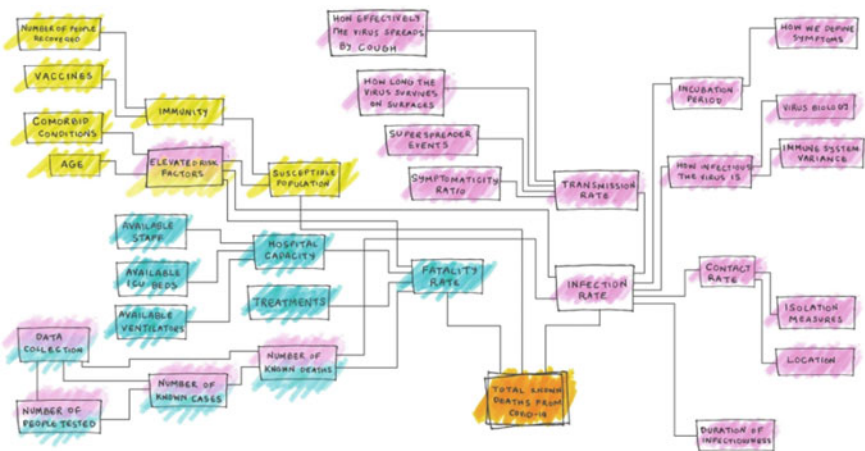 NUMBER OF PEOPLE
RECOVERED
VACCINES
COMORBID
CONDITIONS
AGE
IMMUNITY
ELEVATED RISK
FACTORS
SUSCEPTIBLE
POPULATION
HOW EFFECTIVELY
THE VIRUS SPREADS
BY COUGH
HOW LONG THE
VIRUS SURVIVES
ON SURFACES
SUPERSPREADER
EVENTS
SYMPTOMATICITY
RATIO
TRANSMISSION
RATE
HOW WE DEFINE
SYMPTOMS
INCUBATION
PERIOD
VIRUS BIOLOGY
HOW INFECTIOUS
THE VIRUS IS
IMMUNE SYSTEM
VARIANCE
AVAILABLE
STAFF
AVAILABLE
ICU BEDS
AVAILABLE
VENTILATORS
HOSPITAL
CAPACITY
TREATMENTS
FATALITY
RATE
INFECTION
RATE
CONTACT
RATE
ISOLATION
MEASURES
LOCATION
DATA
COLLECTION
NUMBER OF
PEOPLE TESTED
NUMBER OF
KNOWN CASES
NUMBER OF
KNOWN DEATHS
TOTAL KNOWN
DEATHS FROM
COVID-19
DURATION OF
INFECTIOUSNESS